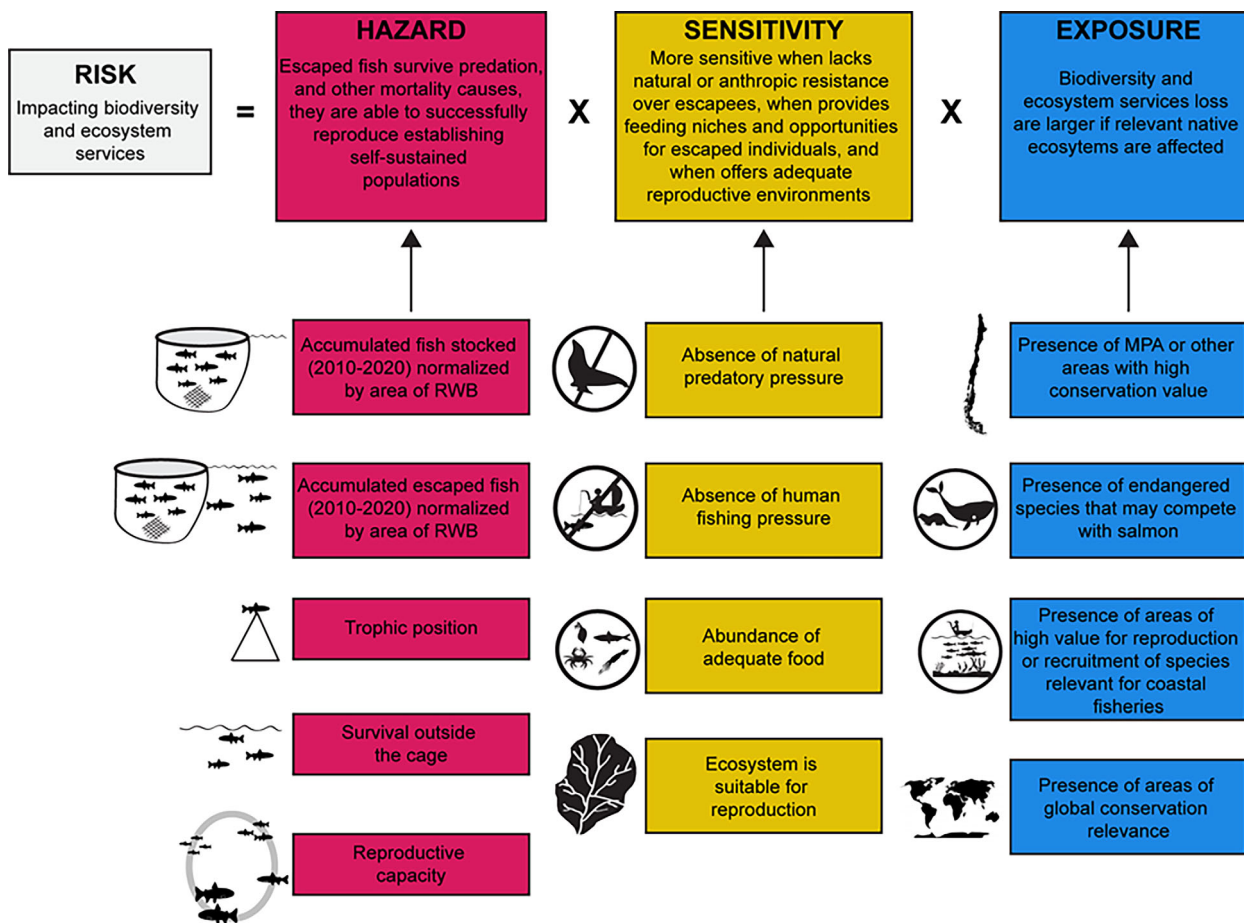 RISK
Impacting biodiversity
and ecosystem
services
=
HAZARD
Escaped fish survive predation,
and other mortality causes,
they are able to successfully
reproduce establishing
self-sustained
populations
X
SENSITIVITY
More sensitive when lacks
natural or anthropic resistance
over escapees, when provides
feeding niches and opportunities
for escaped individuals, and
when offers adequate
reproductive environments
X
EXPOSURE
Biodiversity and
ecosystem services loss
are larger if relevant native
ecosytems are affected
Accumulated fish stocked
(2010-2020) normalized
by area of RWB
Absence of natural
predatory pressure
Presence of MPA or other
areas with high
conservation value
Accumulated escaped fish
(2010-2020) normalized
by area of RWB
Absence of human
fishing pressure
Presence of endangered
species that may compete
with salmon
Trophic position
Abundance of
adequate food
Presence of areas of
high value for reproduction
or recruitment of species
relevant for coastal
fisheries
Survival outside
the cage
Ecosystem is
suitable for
reproduction
Presence of areas of
global conservation
relevance
Reproductive
capacity